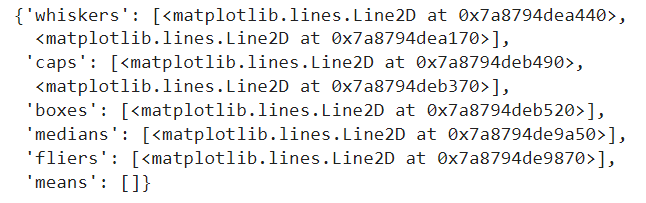 {'whiskers': [<matplotlib.lines.Line2D at 0x7a8794dea440>,
  <matplotlib.lines.Line2D at 0x7a8794dea170>],
 'caps': [<matplotlib.lines.Line2D at 0x7a8794deb490>,
  <matplotlib.lines.Line2D at 0x7a8794deb370>],
 'boxes': [<matplotlib.lines.Line2D at 0x7a8794deb520>],
 'medians': [<matplotlib.lines.Line2D at 0x7a8794de9a50>],
 'fliers': [<matplotlib.lines.Line2D at 0x7a8794de9870>],
 'means': []}